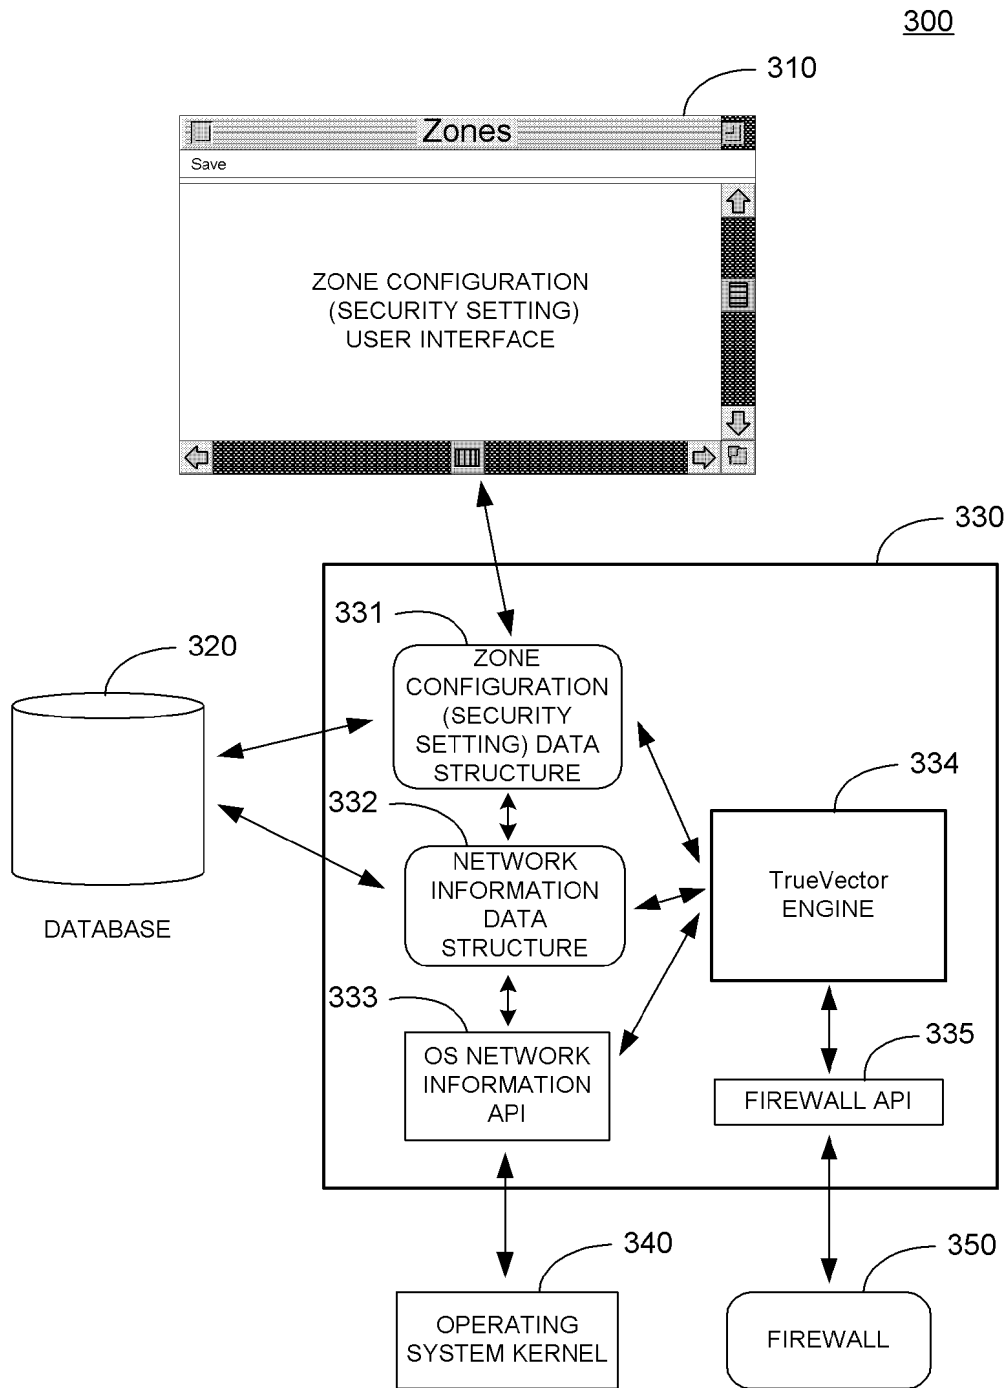 300
310
Zones
Save
ZONE CONFIGURATION
(SECURITY SETTING)
USER INTERFACE
330
331
320
ZONE
CONFIGURATION
(SECURITY
SETTING) DATA
STRUCTURE
334
332
NETWORK
INFORMATION
DATA
STRUCTURE
TrueVector
ENGINE
DATABASE
333
335
OS NETWORK
INFORMATION
API
FIREWALL API
340
350
OPERATING
SYSTEM KERNEL
FIREWALL